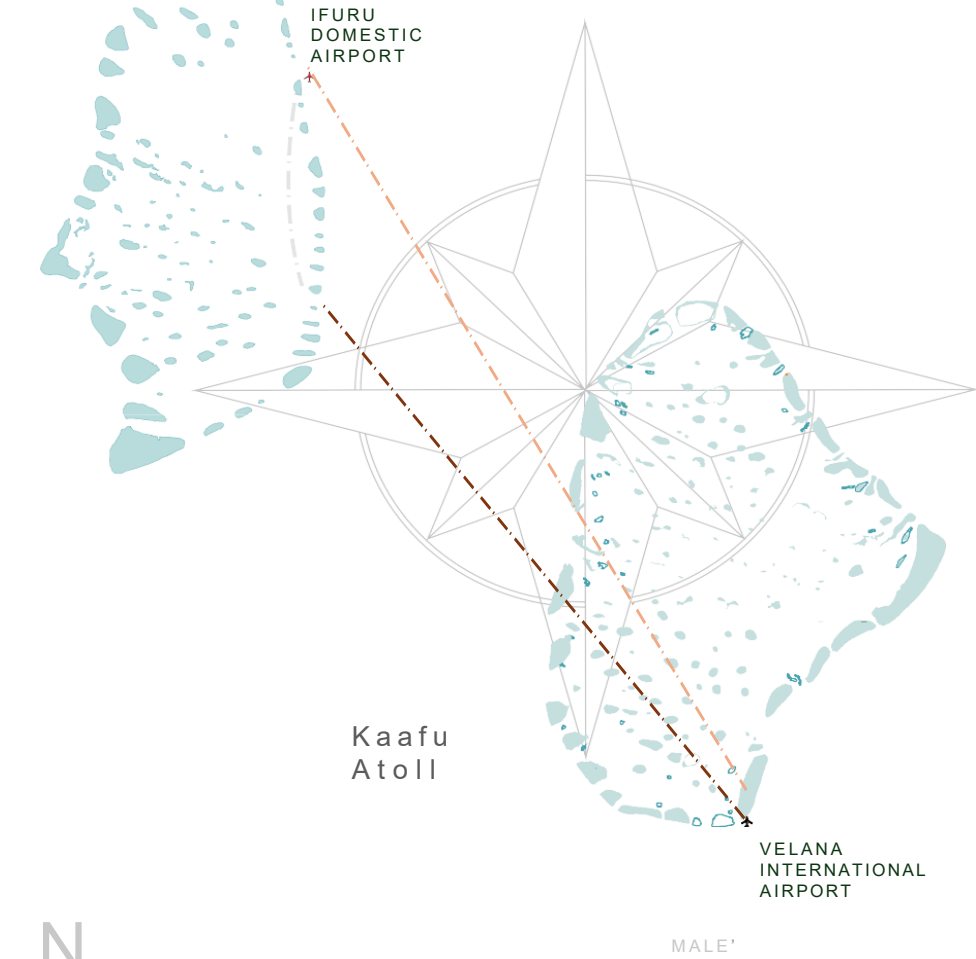 IFURU
DOMESTIC
AIRPORT
Kaafu
Atoll
VELANA
INTERNATIONAL
AIRPORT
MALE’
N